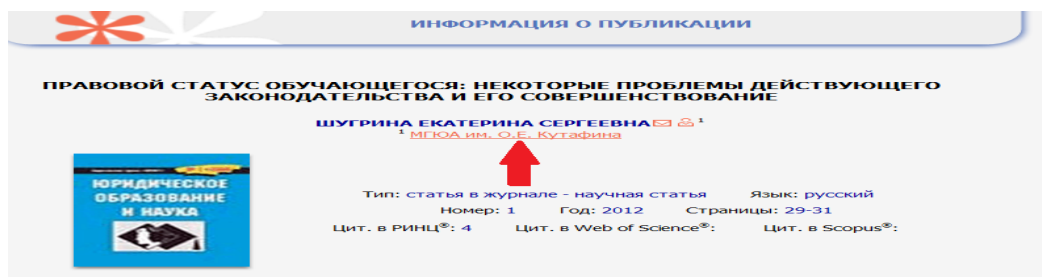 ИНФОРМАЦИЯ О ПУБЛИКАЦИИ
ПРАВОВОЙ СТАТУС ОБУЧАЮЩЕГОСЯ: НЕКОТОРЫЕ ПРОБЛЕМЫ ДЕЙСТВУЮЩЕГО
ЗАКОНОДАТЕЛЬСТВА И ЕГО СОВЕРШЕНСТВОВАНИЕ
ШУГРИНА ЕКАТЕРИНА СЕРГЕЕВНА 1
1 МГЮА им. О.Е. Кутафина
ЮРИДИЧЕСКОЕ
ОБРАЗОВАНИЕ
И НАУКА
Тип: статья в журнале - научная статья Язык: русский
Номер: 1 Год: 2012 Страницы: 29-31
Цит. в РИНЦ®: 4 Цит. в Web of Science®: Цит. в Scopus®: